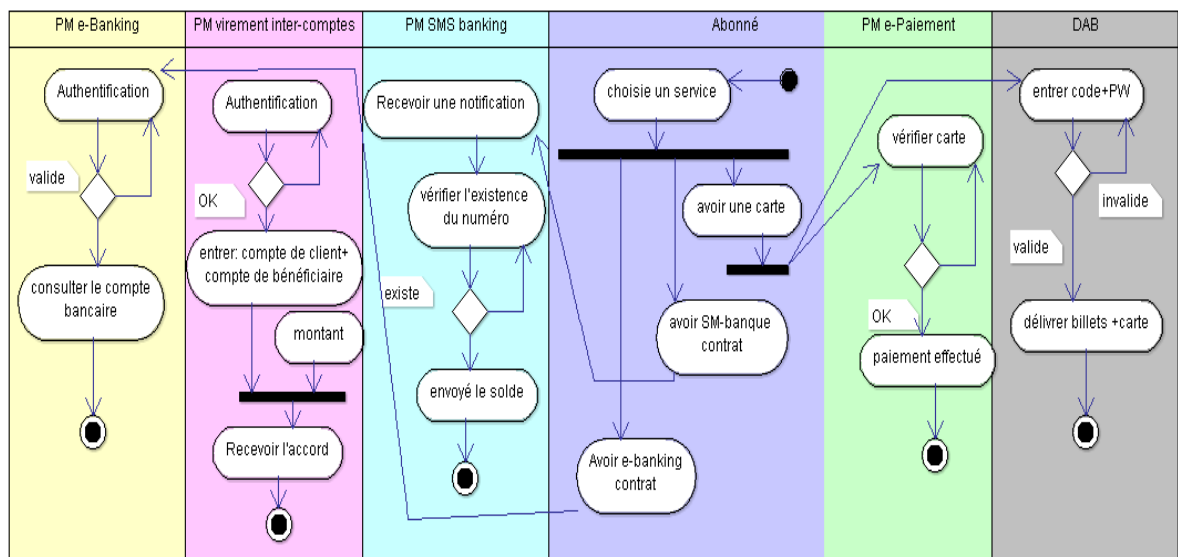 PM e-Banking
PM virement inter-comptes
PM SMS banking
Abonné
PM e-Paiement
DAB
Authentification
valide
consulter le compte
bancaire
Authentification
OK
entrer: compte de client+
compte de bénéficiaire
montant
Recevoir l'accord
Recevoir une notification
vérifier l'existence
du numéro
existe
envoyé le solde
choisie un service
avoir une carte
avoir SM-banque
contrat
Avoir e-banking
contrat
vérifier carte
OK
paiement effectué
entrer code+PW
invalide
valide
délivrer billets +carte